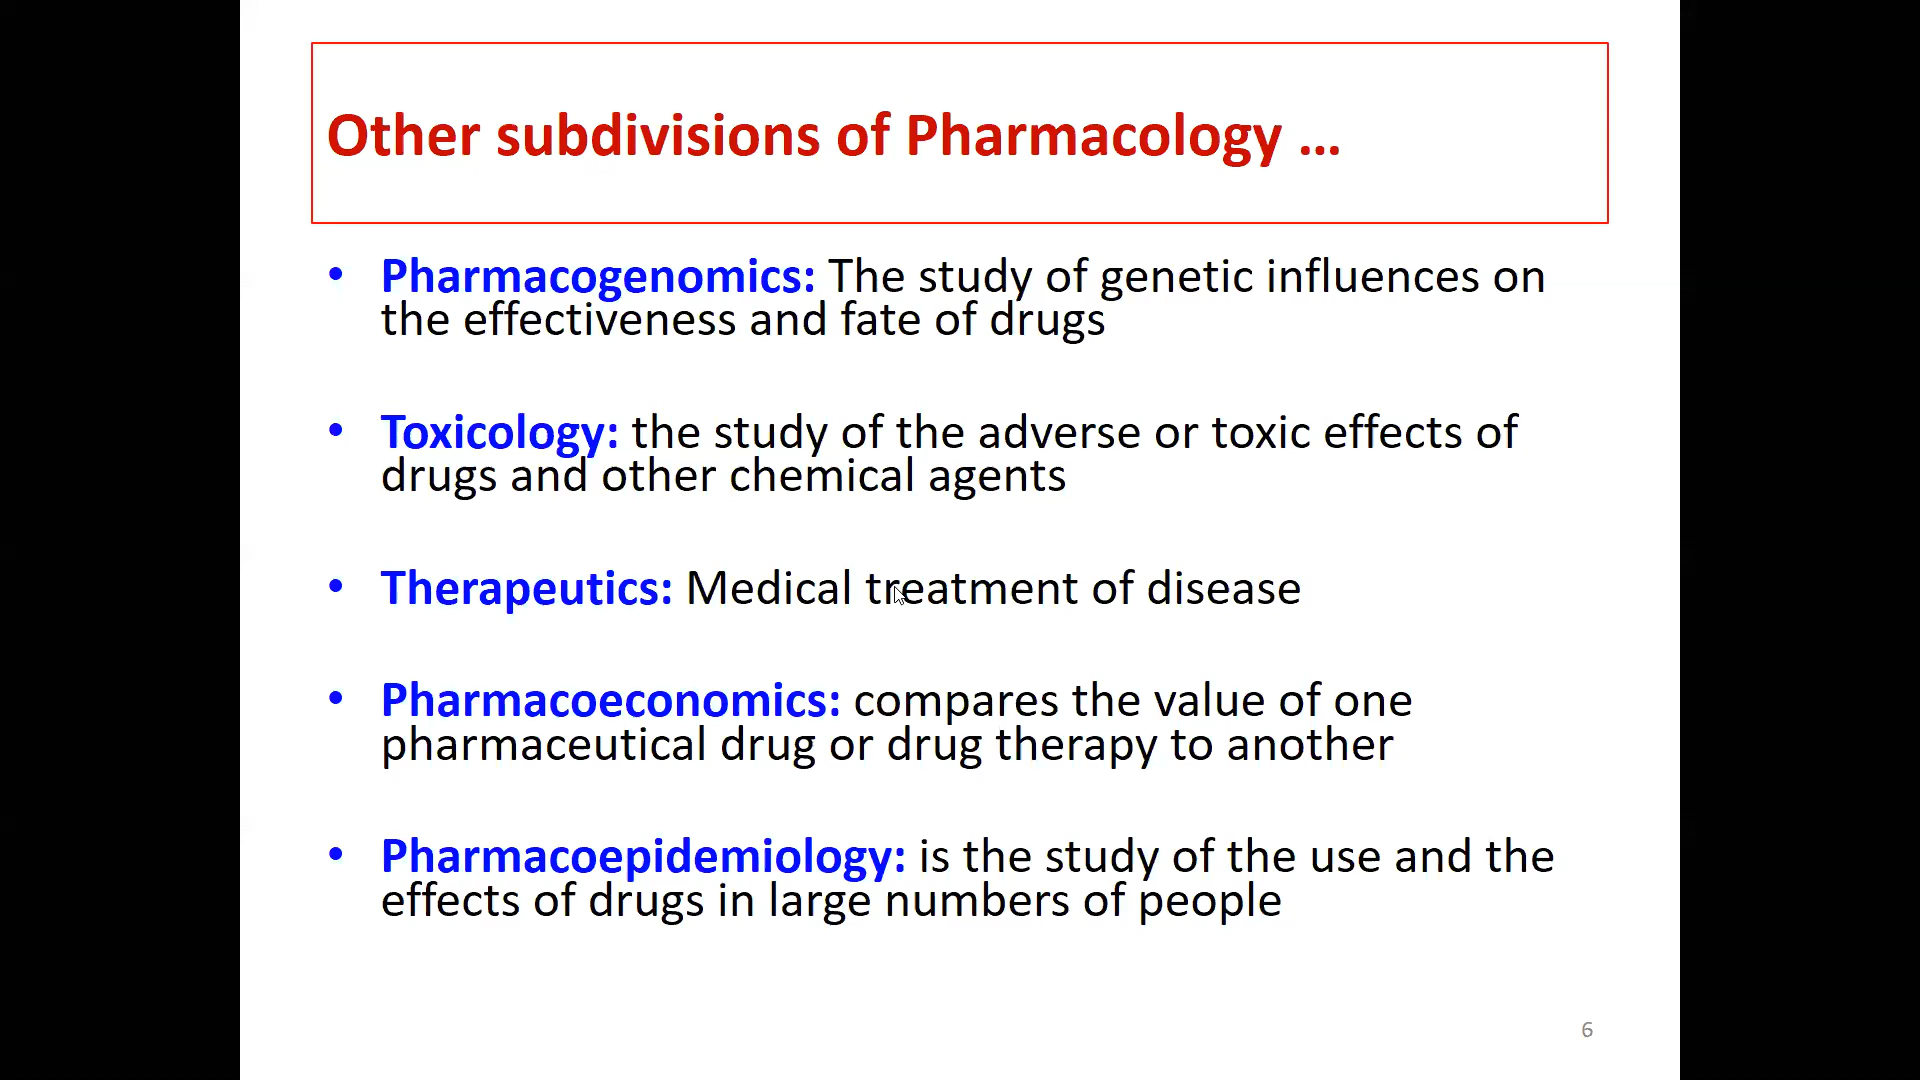 Other subdivisions of Pharmacology ...
• Pharmacogenomics: The study of genetic influences on
the effectiveness and fate of drugs
• Toxicology: the study of the adverse or toxic effects of
drugs and other chemical agents
• Therapeutics: Medical treatment of disease
• Pharmacoeconomics: compares the value of one
pharmaceutical drug or drug therapy to another
• Pharmacoepidemiology: is the study of the use and the
effects of drugs in large numbers of people
6